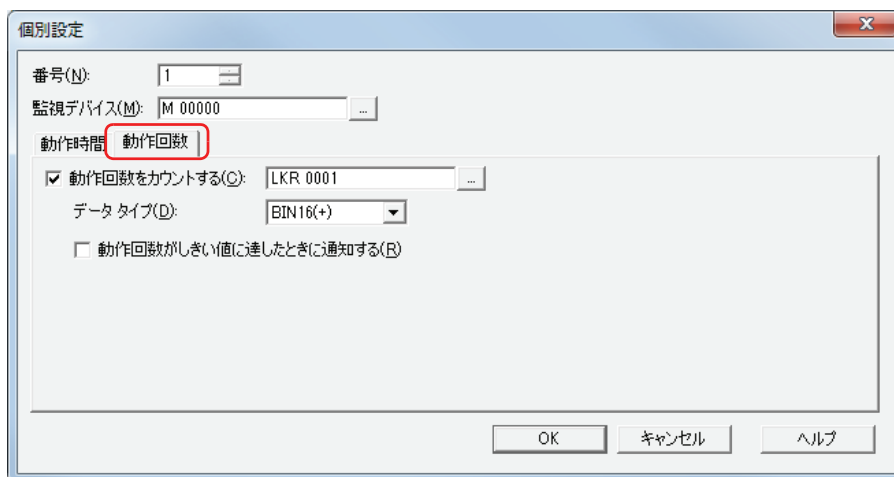 個別設定
番号(N): 1
監視デバイス(M): M 00000 ...
動作時間 動作回数
動作回数をカウントする(C): LKR 0001 ...
データ タイプ(D): BIN16(+)
動作回数がしきい値に達したときに通知する(R)
OK キャンセル ヘルプ